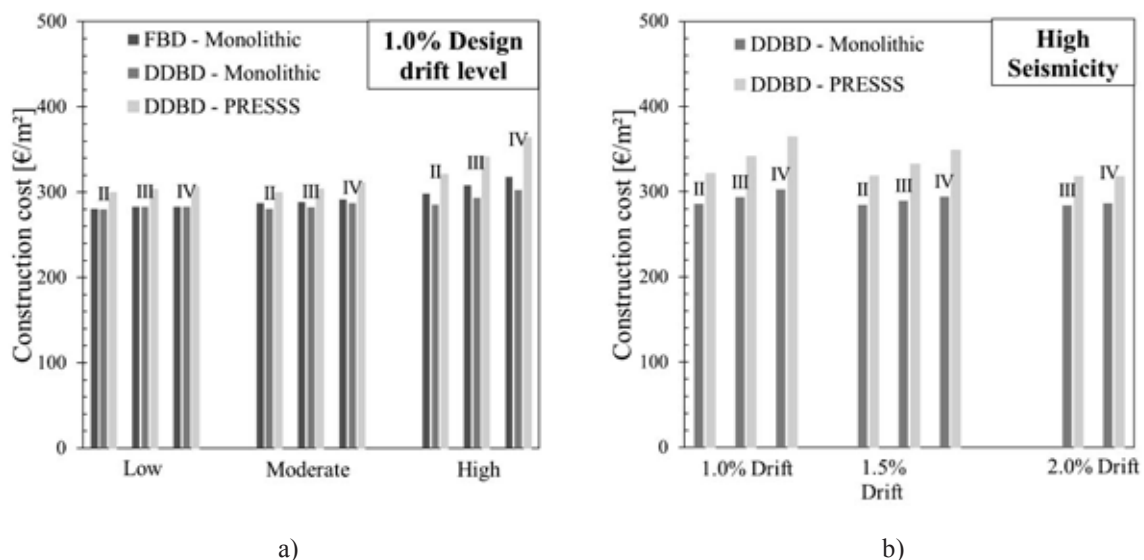 500
400
300
200
100
0
Construction cost [€/m²]
FBD - Monolithic
DDBD - Monolithic
DDBD - PRESSS
1.0% Design
drift level
II
III
IV
II
III
IV
II
III
IV
Low
Moderate
High
a)
500
400
300
200
100
0
Construction cost [€/m²]
DDBD - Monolithic
DDBD - PRESSS
High
Seismicity
II
III
IV
II
III
IV
III
IV
1.0% Drift
1.5%
Drift
2.0% Drift
b)